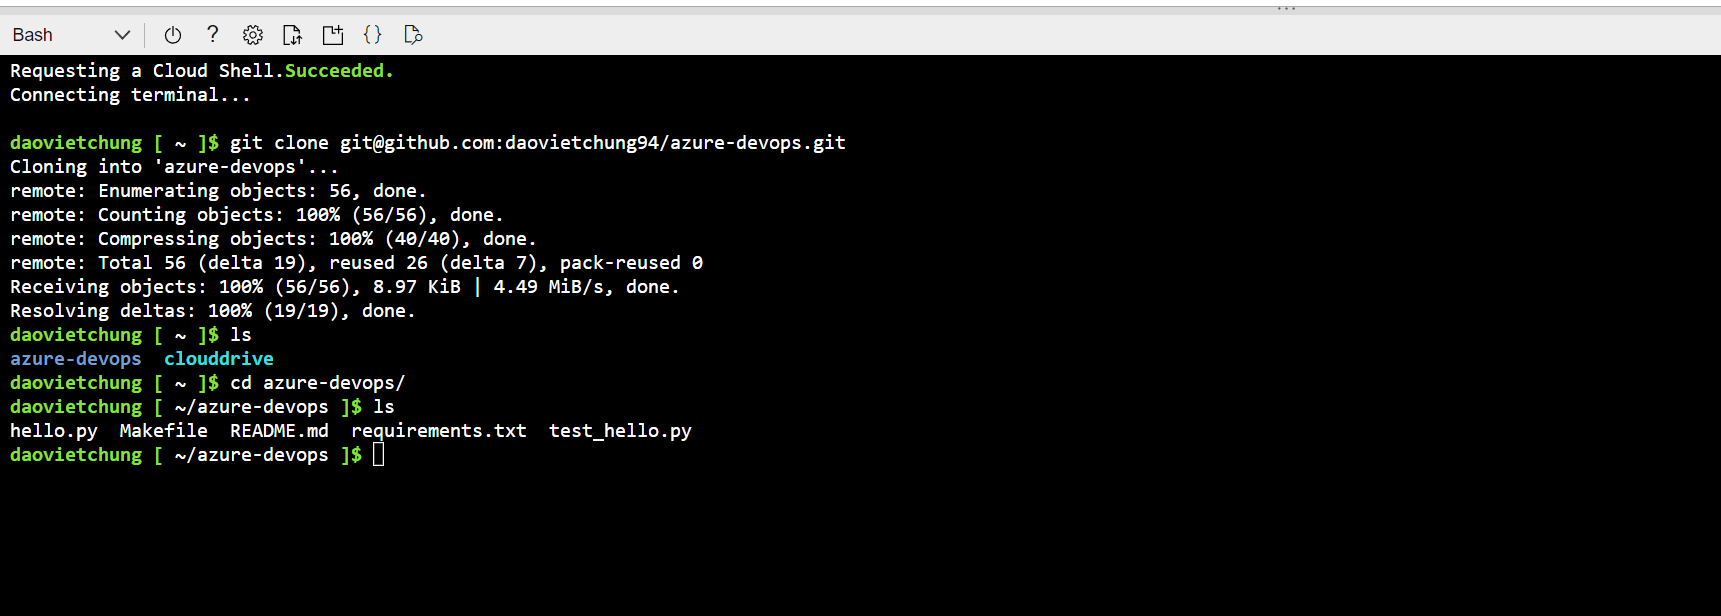 Bash
Requesting a Cloud Shell.Succeeded.
Connecting terminal...
daovietchung [ ~ ]$ git clone git@github.com:daovietchung94/azure-devops.git
Cloning into 'azure-devops'...
remote: Enumerating objects: 56, done.
remote: Counting objects: 100% (56/56), done.
remote: Compressing objects: 100% (40/40), done.
remote: Total 56 (delta 19), reused 26 (delta 7), pack-reused 0
Receiving objects: 100% (56/56), 8.97 KiB | 4.49 MiB/s, done.
Resolving deltas: 100% (19/19), done.
daovietchung [ ~ ]$ ls
azure-devops  clouddrive
daovietchung [ ~ ]$ cd azure-devops/
daovietchung [ ~/azure-devops ]$ ls
hello.py  Makefile  README.md  requirements.txt  test_hello.py
daovietchung [ ~/azure-devops ]$